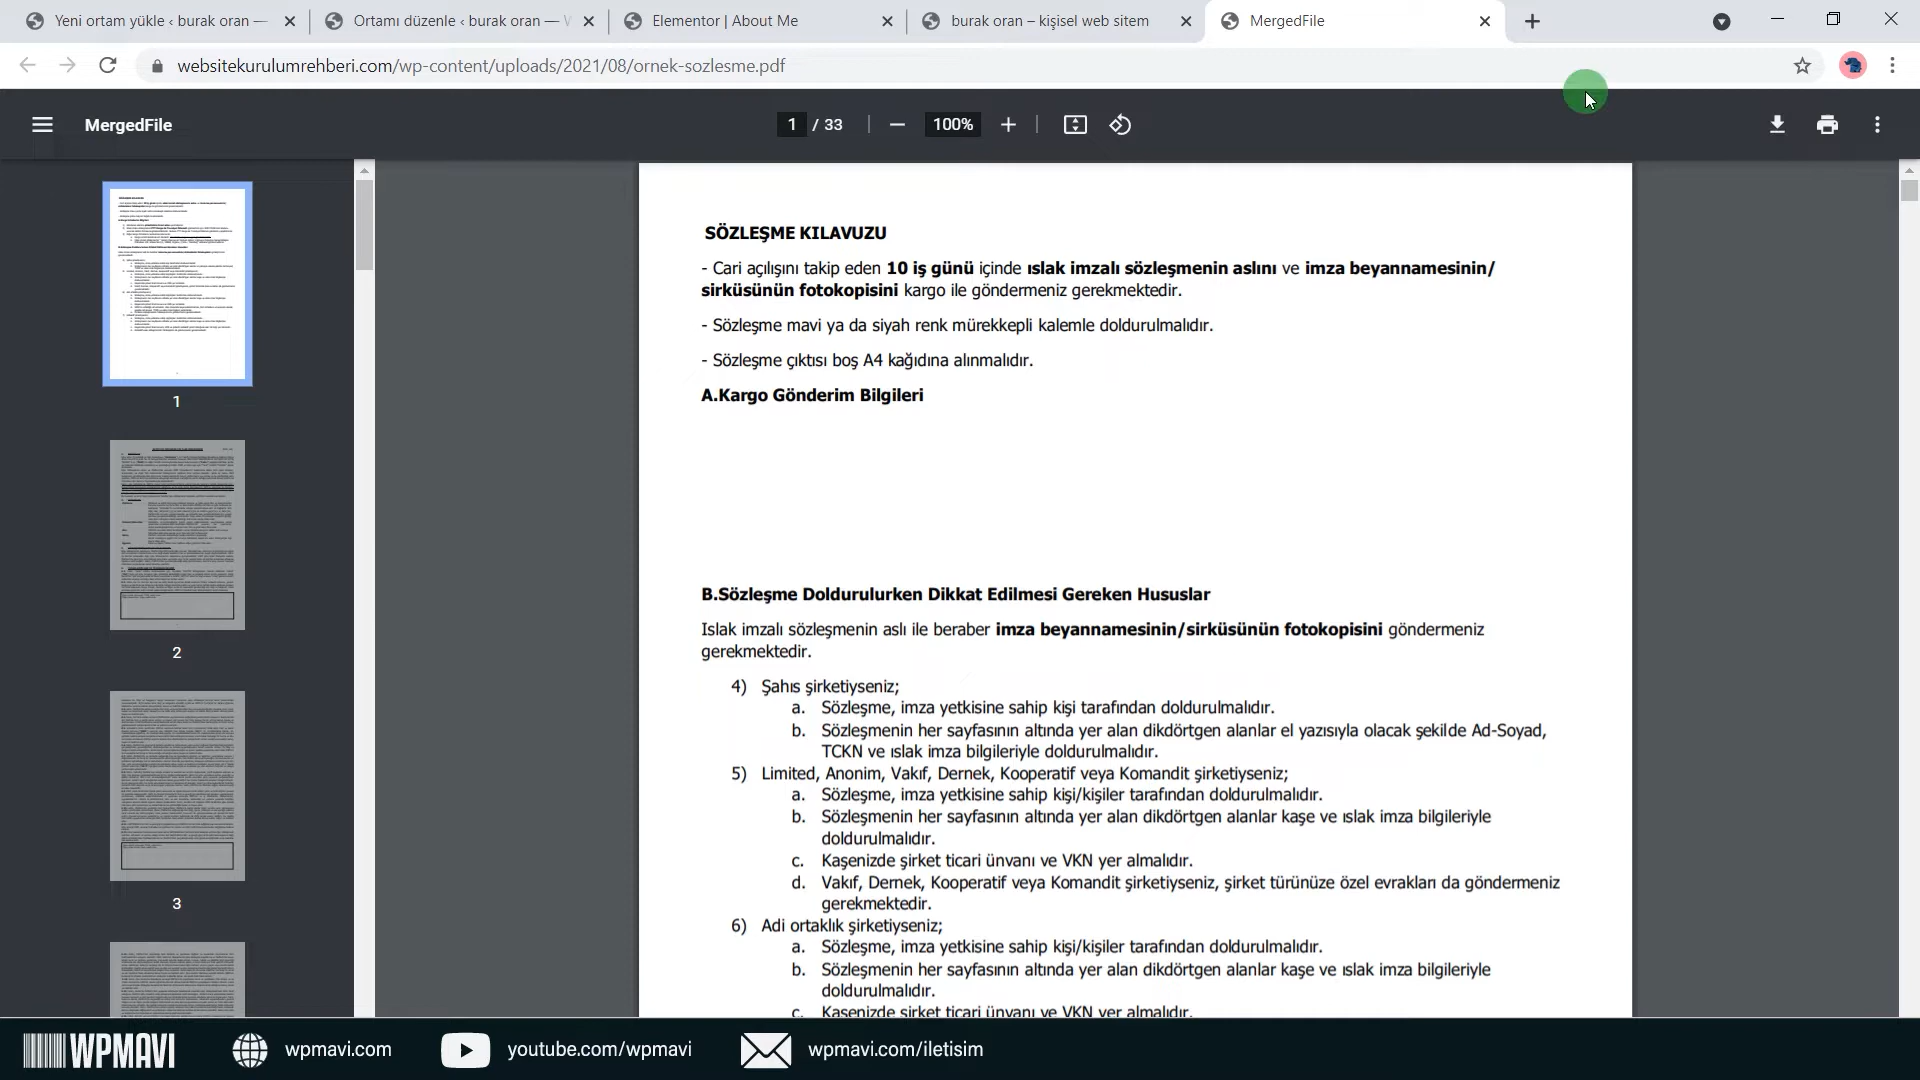 Yeni ortam yükle ‹ burak oran —
Ortamı düzenle ‹ burak oran —
Elementor | About Me
burak oran – kişisel web sitem
MergedFile
websitekurulumrehberi.com/wp-content/uploads/2021/08/ornek-sozlesme.pdf
MergedFile
1 / 33
100%
1
2
3
SÖZLEŞME KILAVUZU
- Cari açılışını takip eden 10 iş günü içinde ıslak imzalı sözleşmenin aslını ve imza beyannamesinin/
sirküsünün fotokopisini kargo ile göndermeniz gerekmektedir.
- Sözleşme mavi ya da siyah renk mürekkepli kalemle doldurulmalıdır.
- Sözleşme çıktısı boş A4 kağıdına alınmalıdır.
A.Kargo Gönderim Bilgileri
B.Sözleşme Doldurulurken Dikkat Edilmesi Gereken Hususlar
Islak imzalı sözleşmenin aslı ile beraber imza beyannamesinin/sirküsünün fotokopisini göndermeniz
gerekmektedir.
4) Şahıs şirketiyseniz;
a. Sözleşme, imza yetkisine sahip kişi tarafından doldurulmalıdır.
b. Sözleşmenin her sayfasının altında yer alan dikdörtgen alanlar el yazısıyla olacak şekilde Ad-Soyad,
TCKN ve ıslak imza bilgileriyle doldurulmalıdır.
5) Limited, Anonim, Vakıf, Dernek, Kooperatif veya Komandit şirketiyseniz;
a. Sözleşme, imza yetkisine sahip kişi/kişiler tarafından doldurulmalıdır.
b. Sözleşmenin her sayfasının altında yer alan dikdörtgen alanlar kaşe ve ıslak imza bilgileriyle
doldurulmalıdır.
c. Kaşenizde şirket ticari ünvanı ve VKN yer almalıdır.
d. Vakıf, Dernek, Kooperatif veya Komandit şirketiyseniz, şirket türünüze özel evrakları da göndermeniz
gerekmektedir.
6) Adi ortaklık şirketiyseniz;
a. Sözleşme, imza yetkisine sahip kişi/kişiler tarafından doldurulmalıdır.
b. Sözleşmenin her sayfasının altında yer alan dikdörtgen alanlar kaşe ve ıslak imza bilgileriyle
doldurulmalıdır.
c. Kaşenizde şirket ticari ünvanı ve VKN yer almalıdır.
WPMAVI
wpmavi.com
youtube.com/wpmavi
wpmavi.com/iletisim